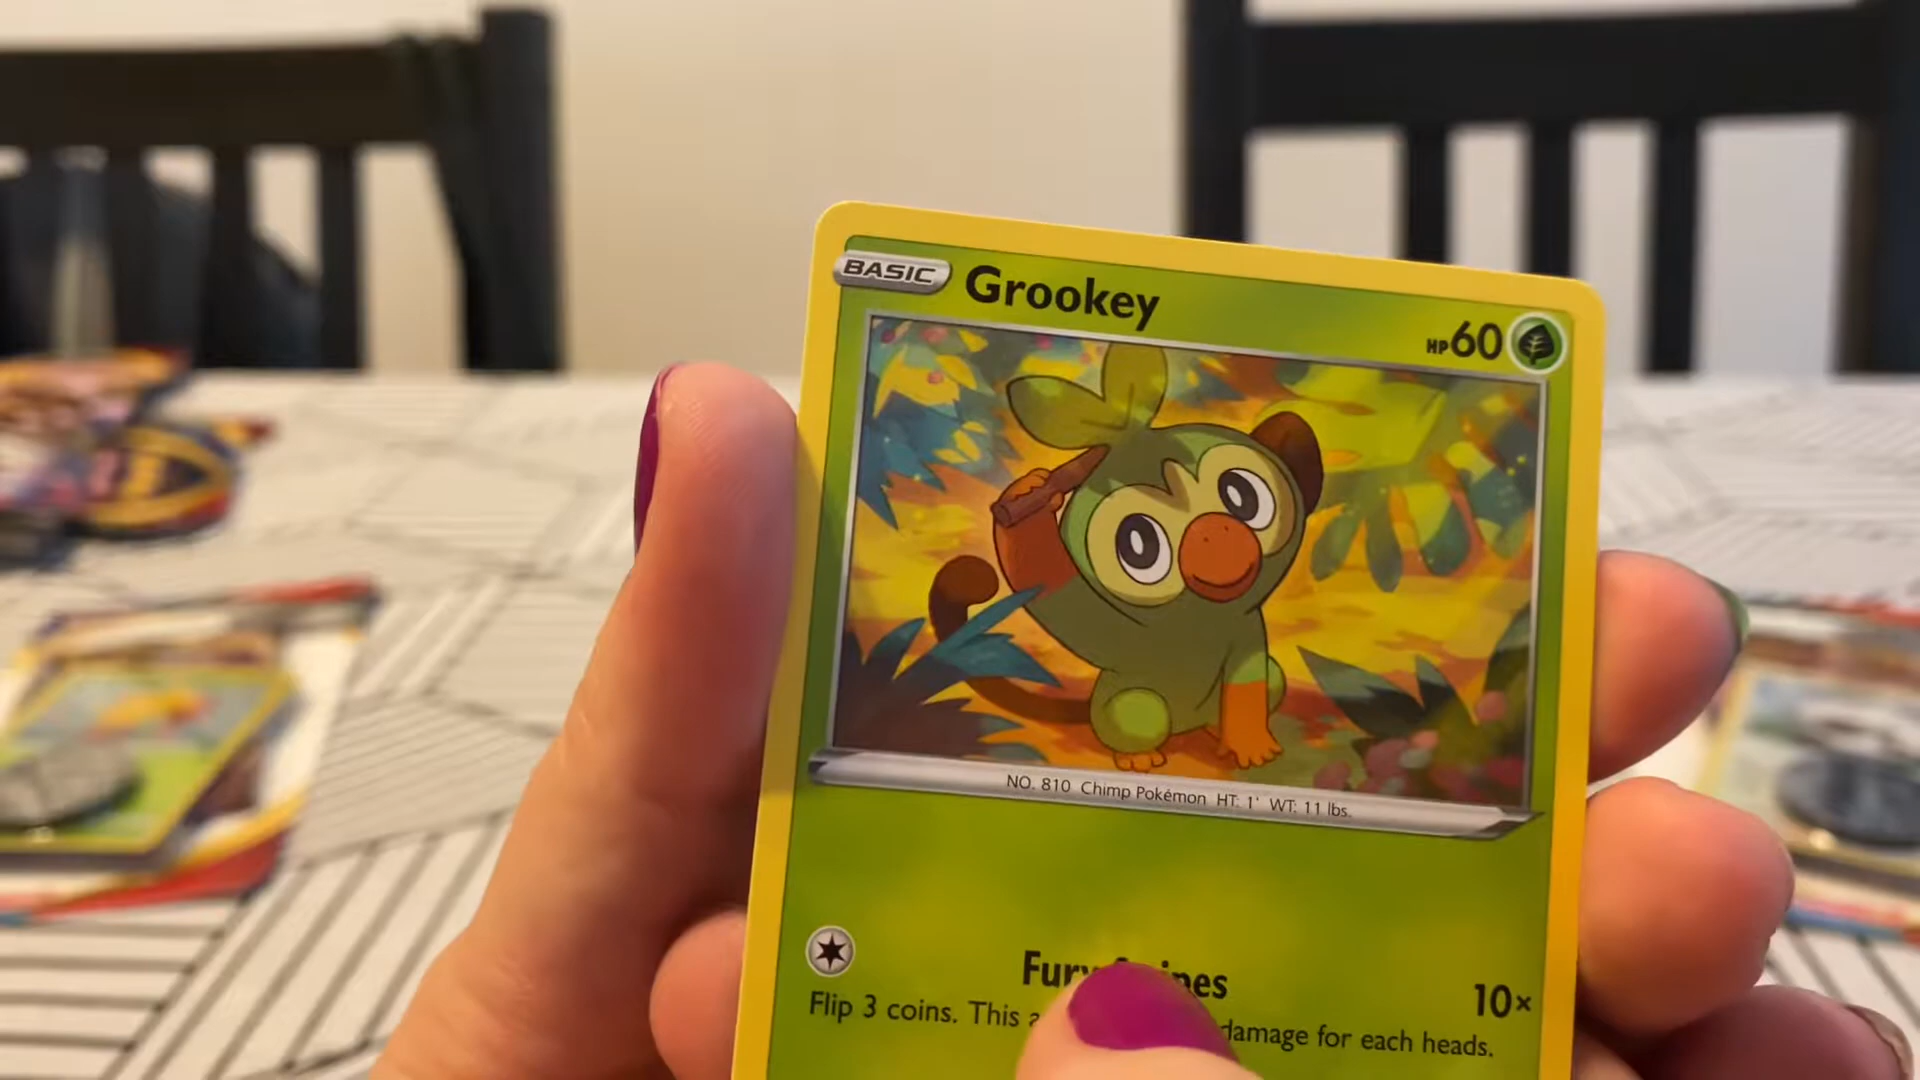 BASIC Grookey HP60
NO. 810 Chimp Pokémon HT: 1' WT: 11 lbs.
Fury 10×
Flip 3 coins. This damage for each heads.